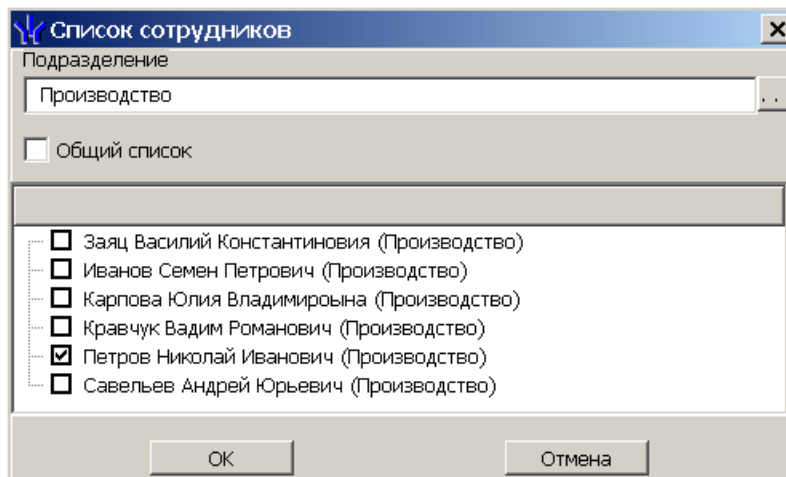 Список сотрудников
Подразделение
Производство
..
Общий список
Заяц Василий Константиновия (Производство)
Иванов Семен Петрович (Производство)
Карпова Юлия Владимироына (Производство)
Кравчук Вадим Романович (Производство)
Петров Николай Иванович (Производство)
Савельев Андрей Юрьевич (Производство)
ОК Отмена